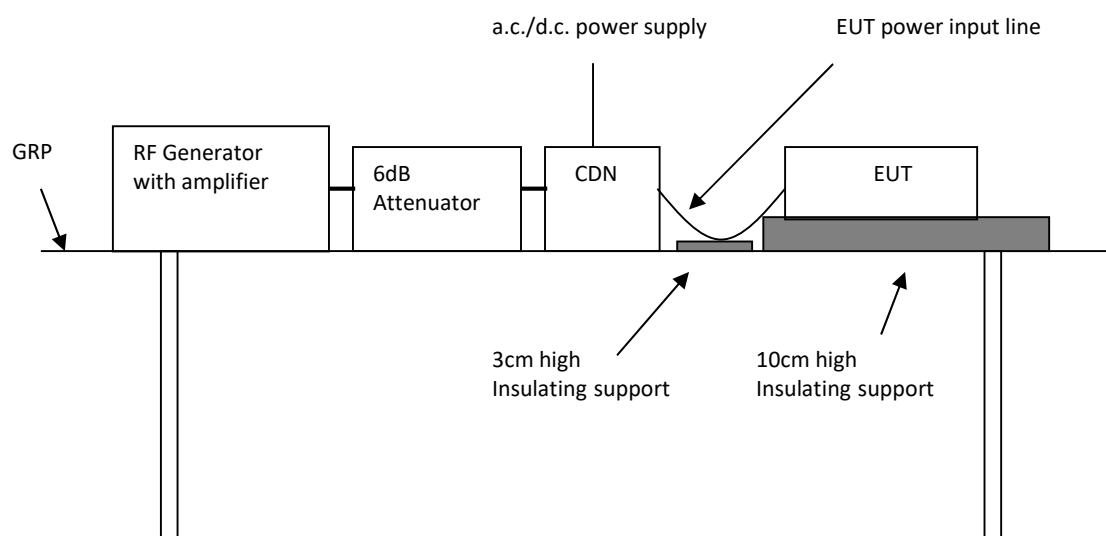 a.c./d.c. power supply
EUT power input line
GRP
RF Generator
with amplifier
6dB
Attenuator
CDN
EUT
3cm high
Insulating support
10cm high
Insulating support